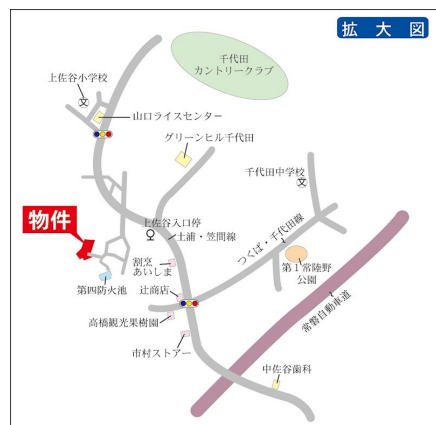 拡大図
千代田
カントリークラブ
上佐谷小学校
文
山口ライスセンター
グリーンヒル千代田
千代田中学校
文
物件
上佐谷入口停
土浦・笠間線
つくば・千代田線
割烹
あいしま
第1常陸野
公園
第四防火池
辻商店
高橋観光果樹園
常磐自動車道
市村ストアー
中佐谷歯科